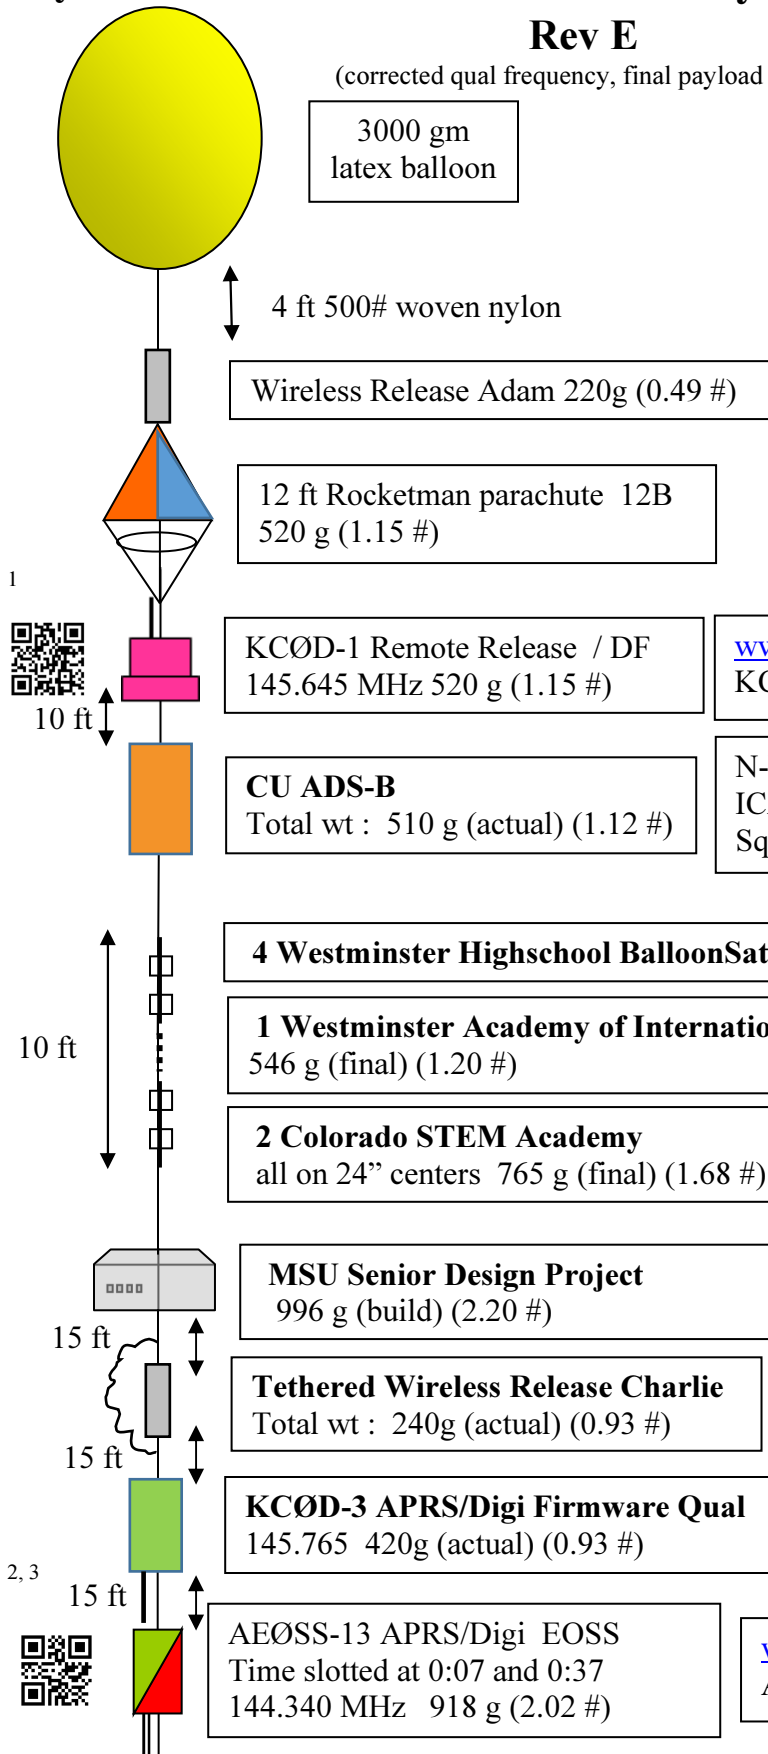 Rev E
(corrected qual frequency, final payload
3000 gm
latex balloon
4 ft 500# woven nylon
Wireless Release Adam 220g (0.49 #)
12 ft Rocketman parachute 12B
520 g (1.15 #)
1
KCØD-1 Remote Release / DF
145.645 MHz 520 g (1.15 #)
10 ft
CU ADS-B
Total wt : 510 g (actual) (1.12 #)
N-
4 Westminster Highschool BalloonSat
1 Westminster Academy of Internatio
546 g (final) (1.20 #)
10 ft
2 Colorado STEM Academy
all on 24” centers 765 g (final) (1.68 #)
MSU Senior Design Project
996 g (build) (2.20 #)
15 ft
Tethered Wireless Release Charlie
Total wt : 240g (actual) (0.93 #)
15 ft
KCØD-3 APRS/Digi Firmware Qual
145.765 420g (actual) (0.93 #)
2, 3
15 ft
AEØSS-13 APRS/Digi EOSS
Time slotted at 0:07 and 0:37
144.340 MHz 918 g (2.02 #)